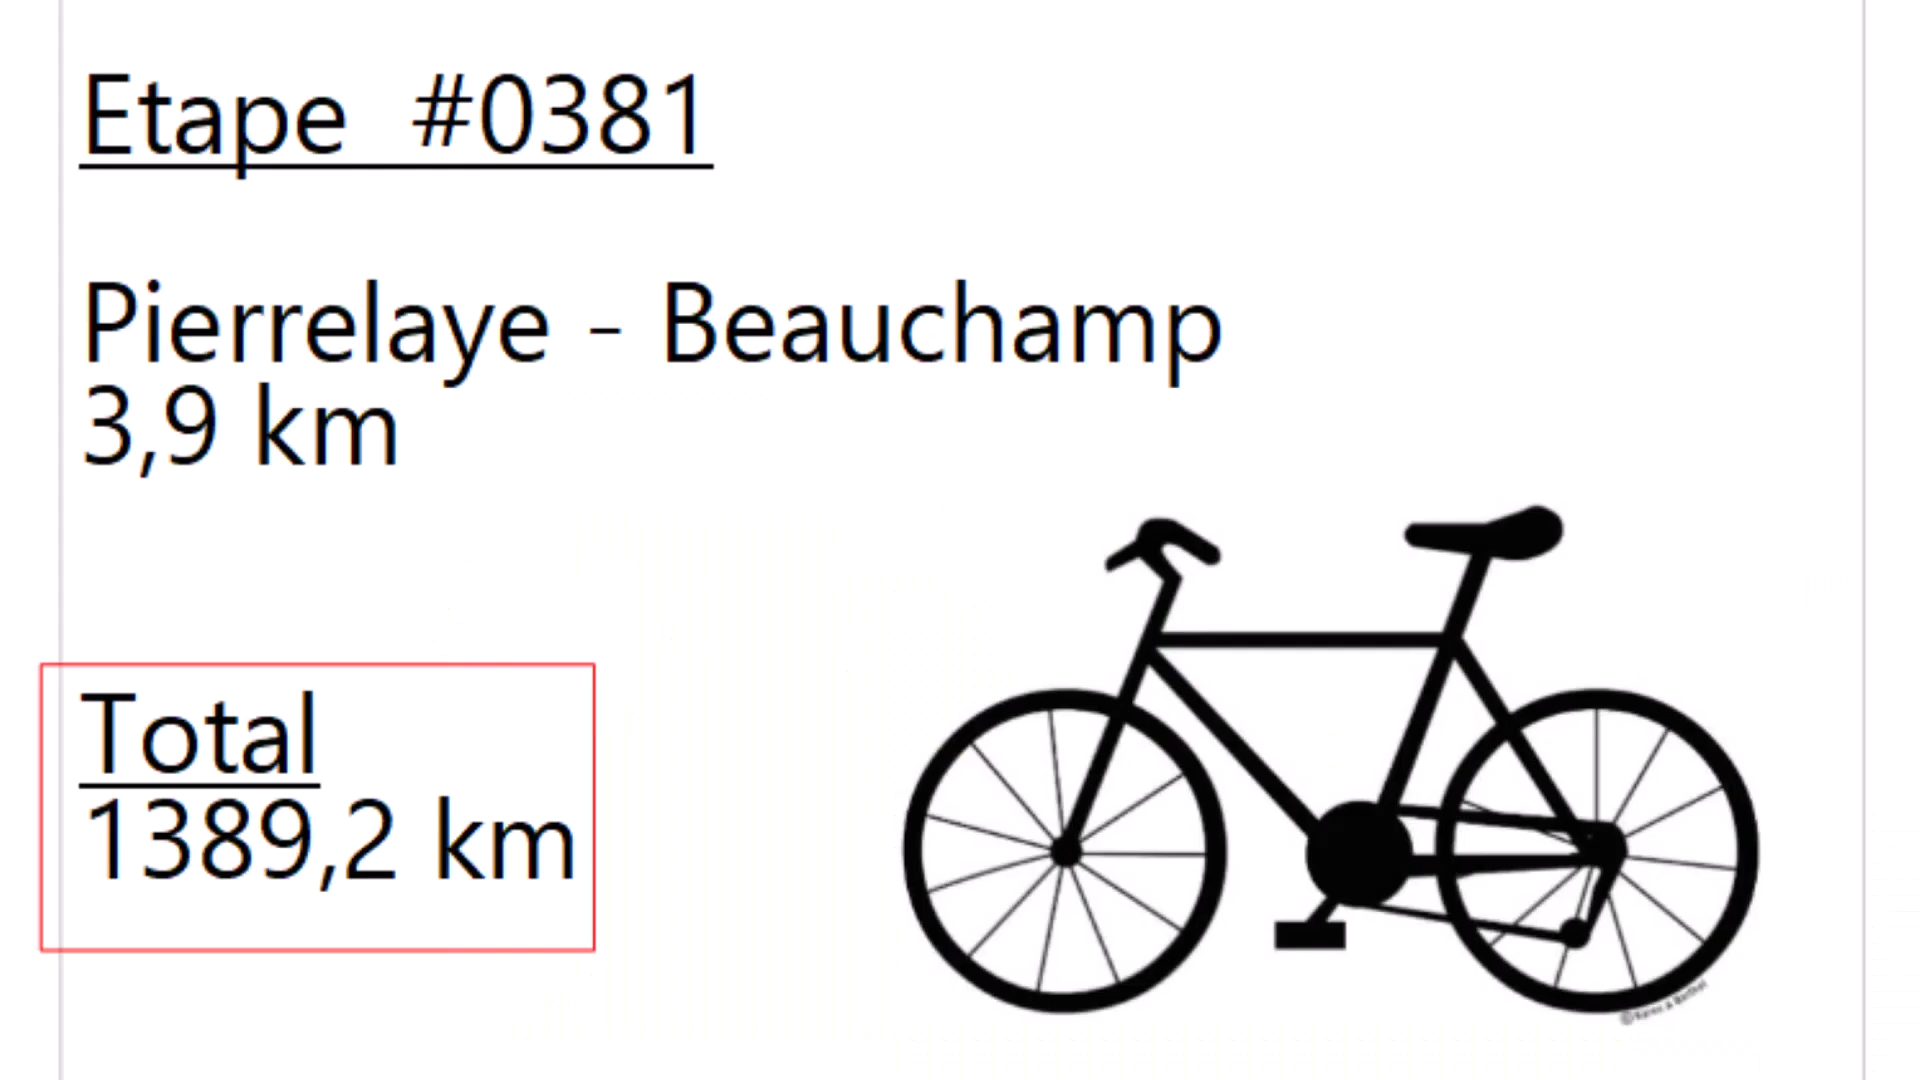 Etape #0381
Pierrelaye - Beauchamp
3,9 km
Total
1389,2 km